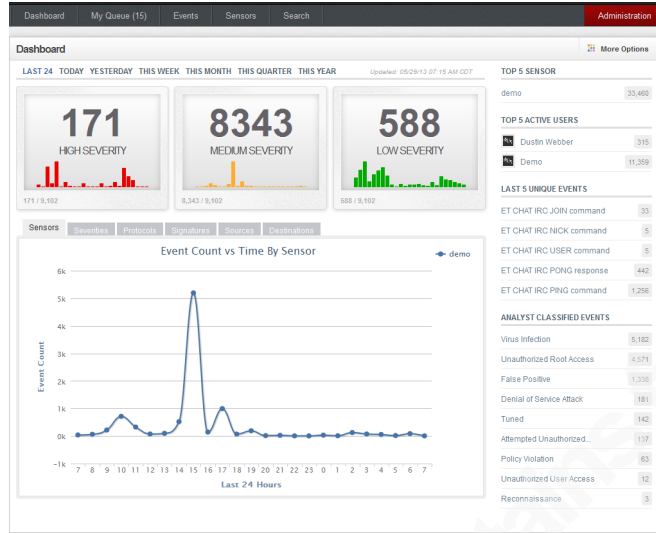 Dashboard My Queue (15) Events Sensors Search Administration
Dashboard More Options
LAST 24 TODAY YESTERDAY THIS WEEK THIS MONTH THIS QUARTER THIS YEAR Updated: 05/29/13 07:15 AM CDT
171
HIGH SEVERITY
171 / 9,102
8343
MEDIUM SEVERITY
8,343 / 9,102
588
LOW SEVERITY
588 / 9,102
Sensors Severities Protocols Signatures Sources Destinations
Event Count vs Time By Sensor
demo
Event Count
6k
5k
4k
3k
2k
1k
0k
-1k
7 8 9 10 11 12 13 14 15 16 17 18 19 20 21 22 23 0 1 2 3 4 5 6 7
Last 24 Hours
TOP 5 SENSOR
demo 33,460
TOP 5 ACTIVE USERS
Dustin Webber 315
Demo 11,359
LAST 5 UNIQUE EVENTS
ET CHAT IRC JOIN command 33
ET CHAT IRC NICK command 5
ET CHAT IRC USER command 5
ET CHAT IRC PONG response 442
ET CHAT IRC PING command 1,256
ANALYST CLASSIFIED EVENTS
Virus Infection 5,182
Unauthorized Root Access 4,571
False Positive
Denial of Service Attack 181
Tuned 142
Attempted Unauthorized... 137
Policy Violation 63
Unauthorized User Access 12
Reconnaissance 3